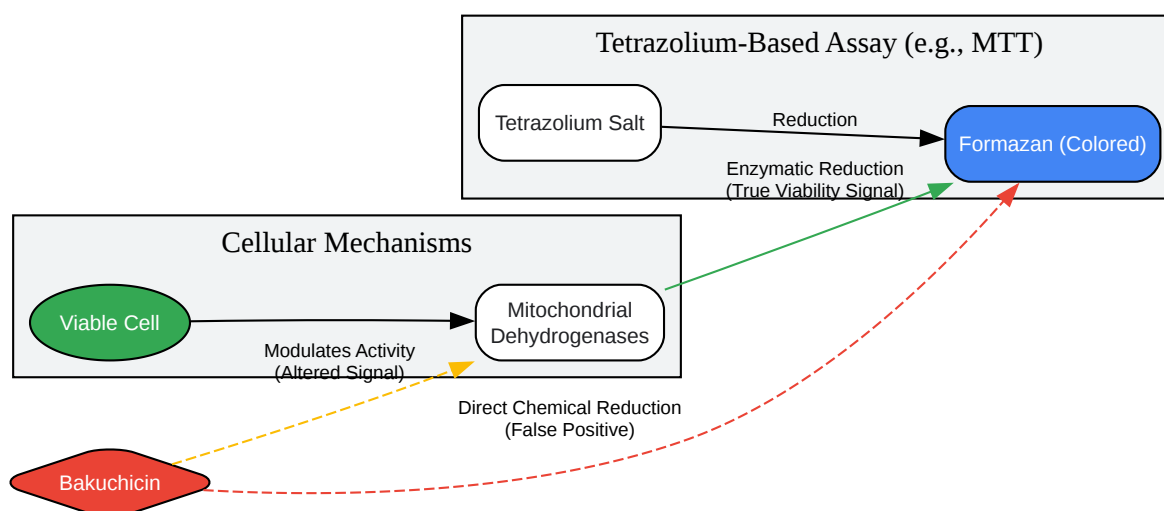 Tetrazolium-Based Assay (e.g., MTT)
Tetrazolium Salt
Reduction
Formazan (Colored)
Enzymatic Reduction
(True Viability Signal)
Cellular Mechanisms
Viable Cell
Mitochondrial
Dehydrogenases
Modulates Activity
(Altered Signal)
Direct Chemical Reduction
(False Positive)
Bakuchicin